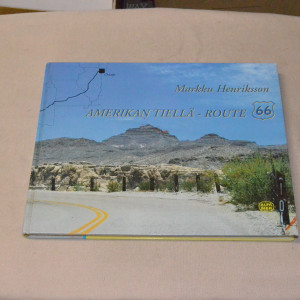 Markku Henriksson
AMERIKAN TIELLÄ - ROUTE 66